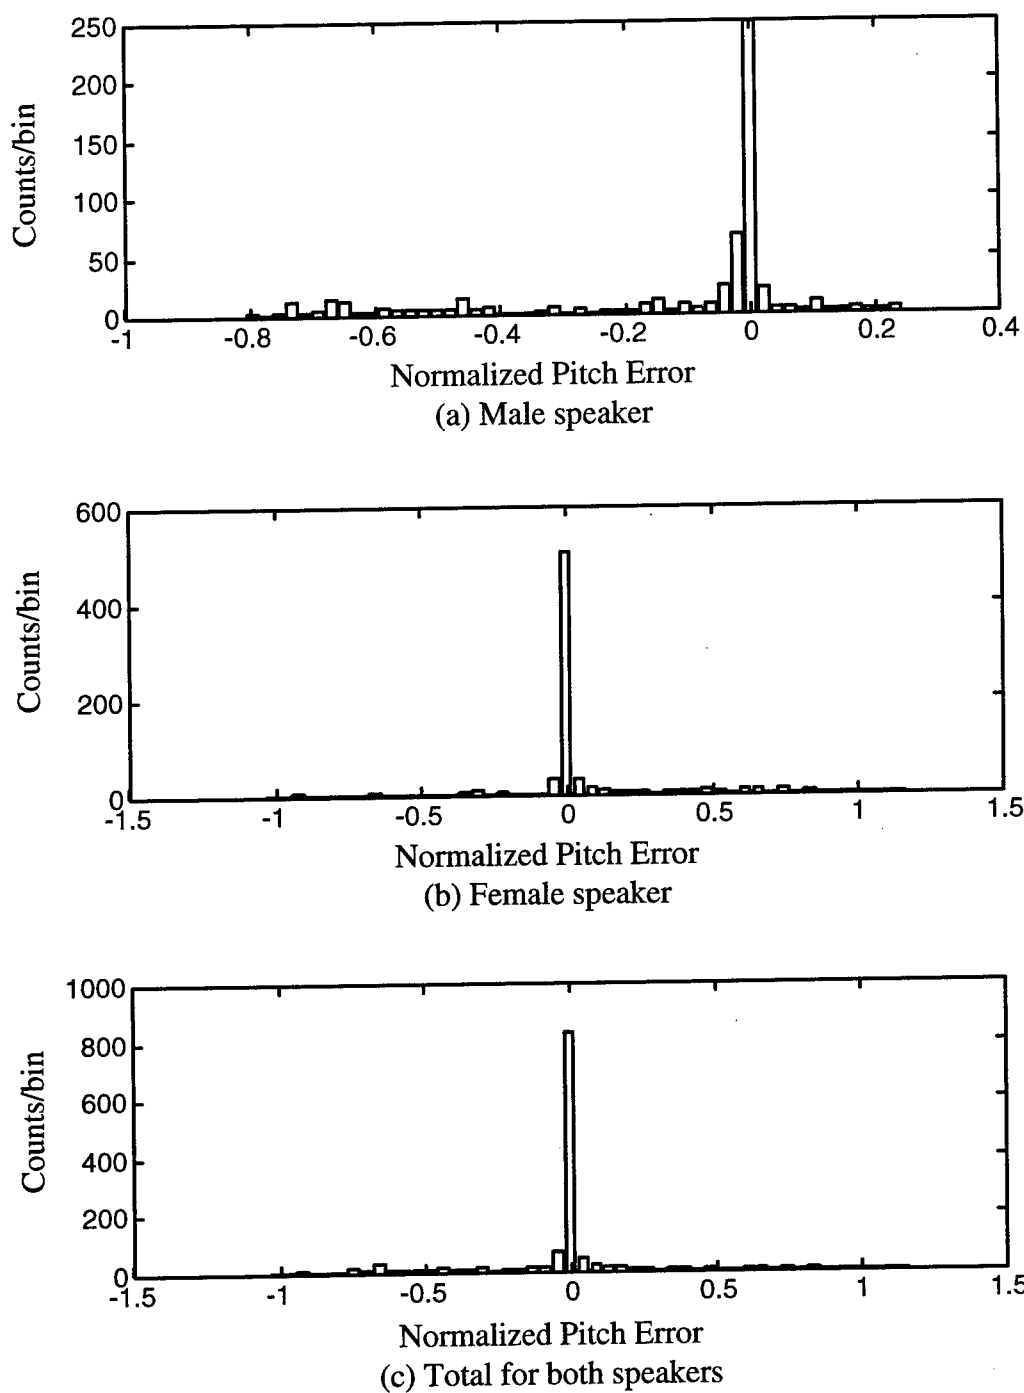 250
200
150
100
50
0
Counts/bin
-1 -0.8 -0.6 -0.4 -0.2 0 0.2 0.4
Normalized Pitch Error
(a) Male speaker
600
400
200
0
Counts/bin
-1.5 -1 -0.5 0 0.5 1 1.5
Normalized Pitch Error
(b) Female speaker
1000
800
600
400
200
0
Counts/bin
-1.5 -1 -0.5 0 0.5 1 1.5
Normalized Pitch Error
(c) Total for both speakers